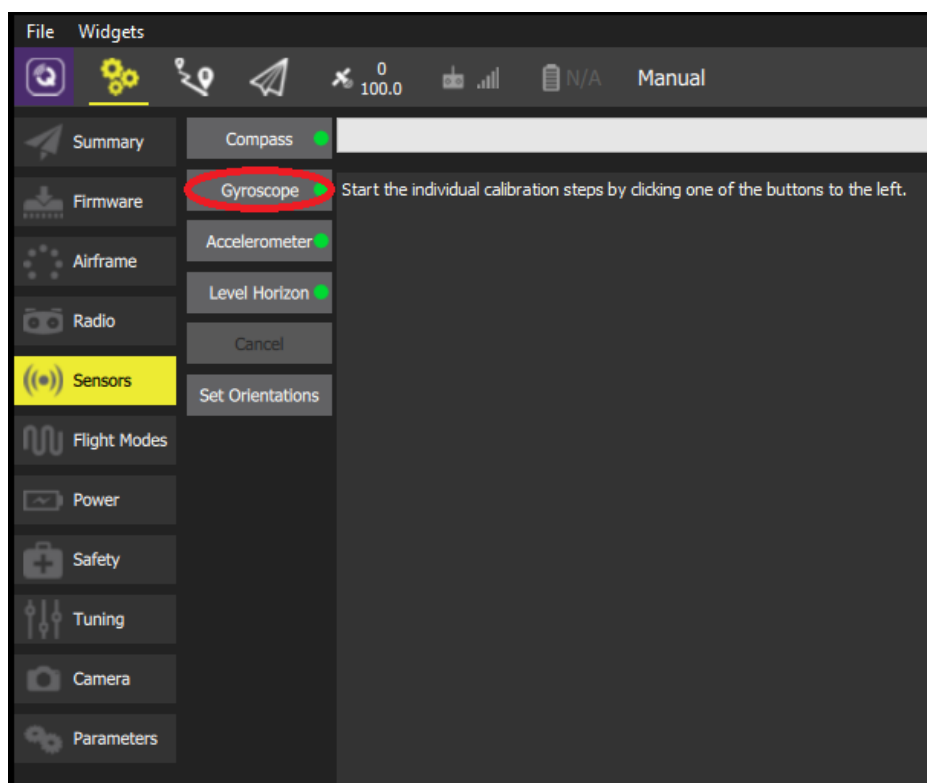 File Widgets
0
100.0
N/A
Manual
Summary
Firmware
Airframe
Radio
Sensors
Flight Modes
Power
Safety
Tuning
Camera
Parameters
Compass
Gyroscope
Accelerometer
Level Horizon
Cancel
Set Orientations
Start the individual calibration steps by clicking one of the buttons to the left.